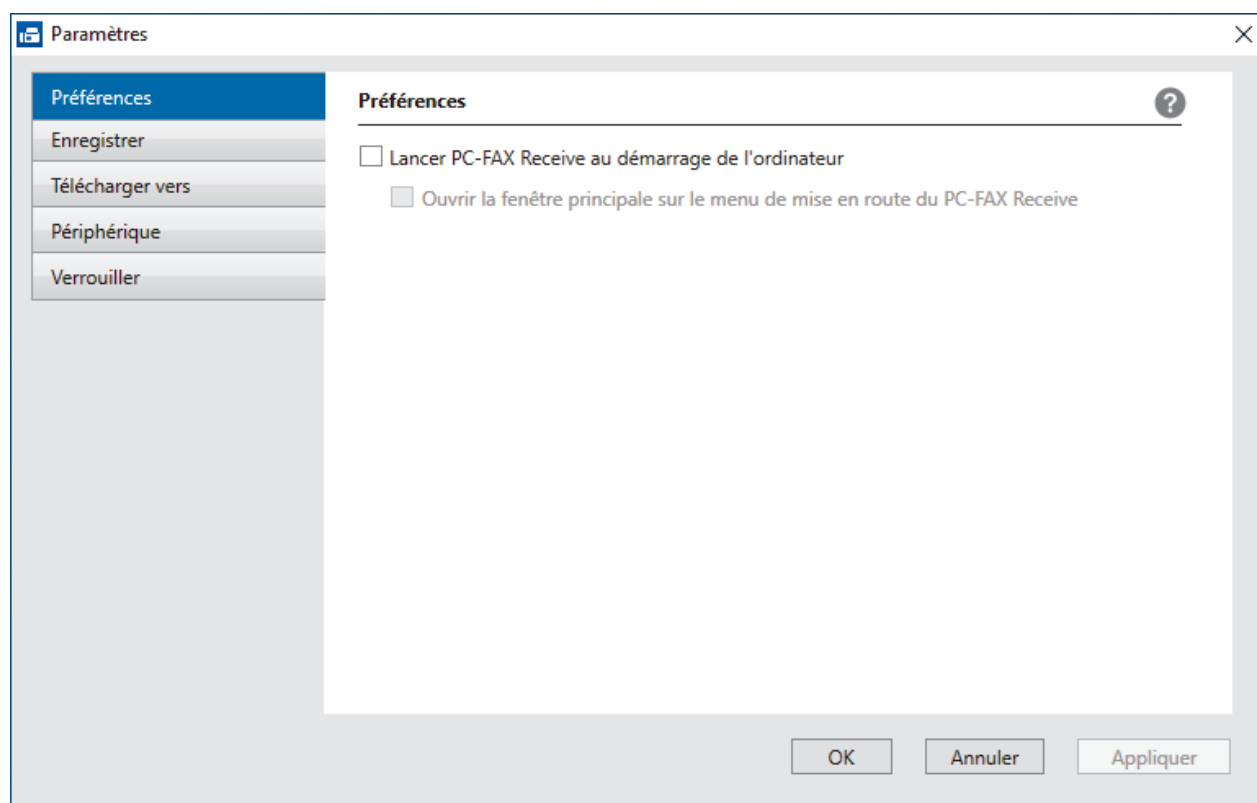 Paramètres
Préférences
Enregistrer
Télécharger vers
Périphérique
Verrouiller
Préférences
?
Lancer PC-FAX Receive au démarrage de l'ordinateur
Ouvrir la fenêtre principale sur le menu de mise en route du PC-FAX Receive
OK Annuler Appliquer